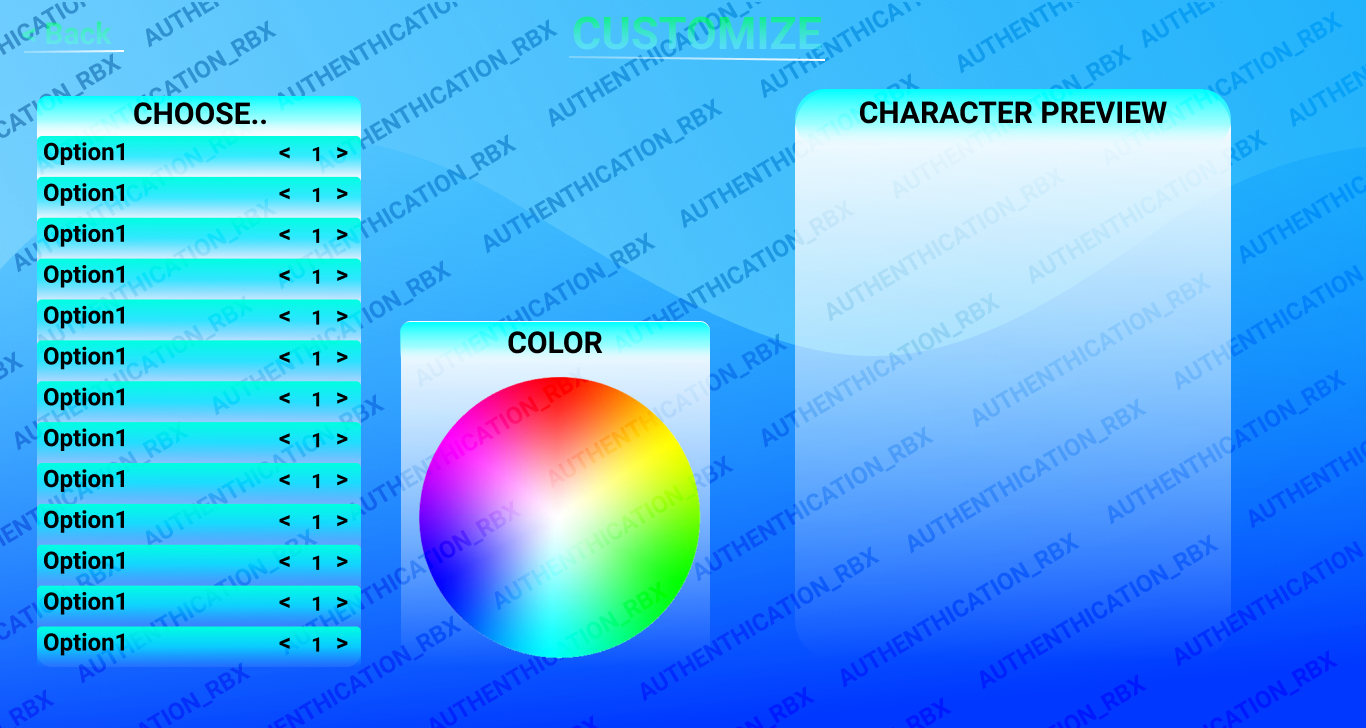 < Back
CUSTOMIZE
CHOOSE..
Option1 < 1 >
Option1 < 1 >
Option1 < 1 >
Option1 < 1 >
Option1 < 1 >
Option1 < 1 >
Option1 < 1 >
Option1 < 1 >
Option1 < 1 >
Option1 < 1 >
Option1 < 1 >
Option1 < 1 >
Option1 < 1 >
COLOR
CHARACTER PREVIEW
AUTHENTHICATION_RBX